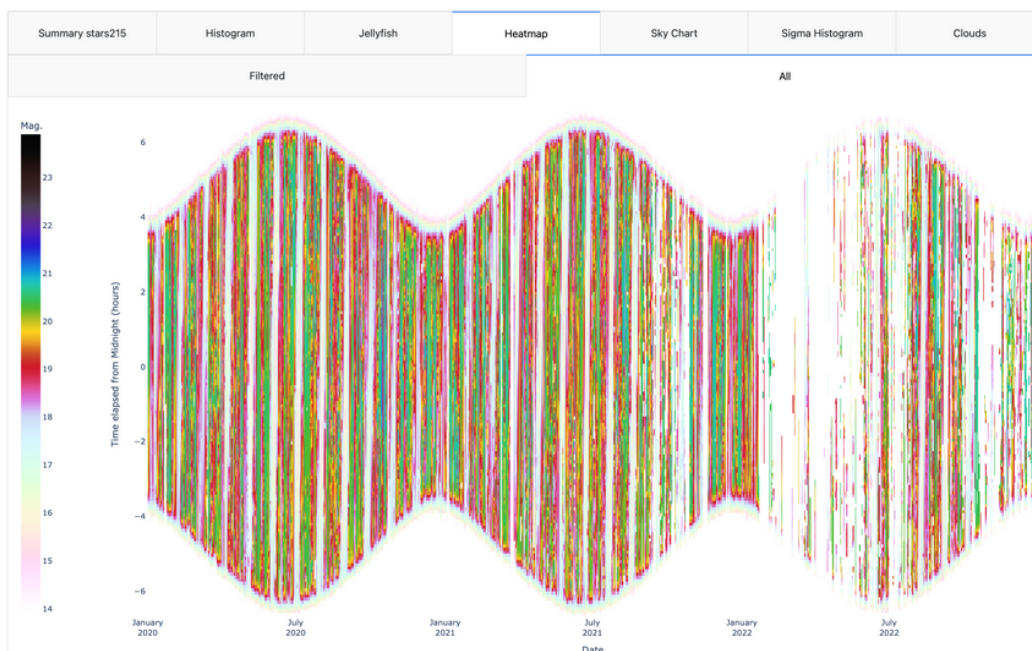 Summary stars215 Histogram Jellyfish Heatmap Sky Chart Sigma Histogram Clouds
Filtered All
Mag.
23
22
21
20
19
18
17
16
15
14
Time elapsed from Midnight (hours)
6
4
2
0
−2
−4
−6
January 2020
July 2020
January 2021
July 2021
January 2022
July 2022
Date